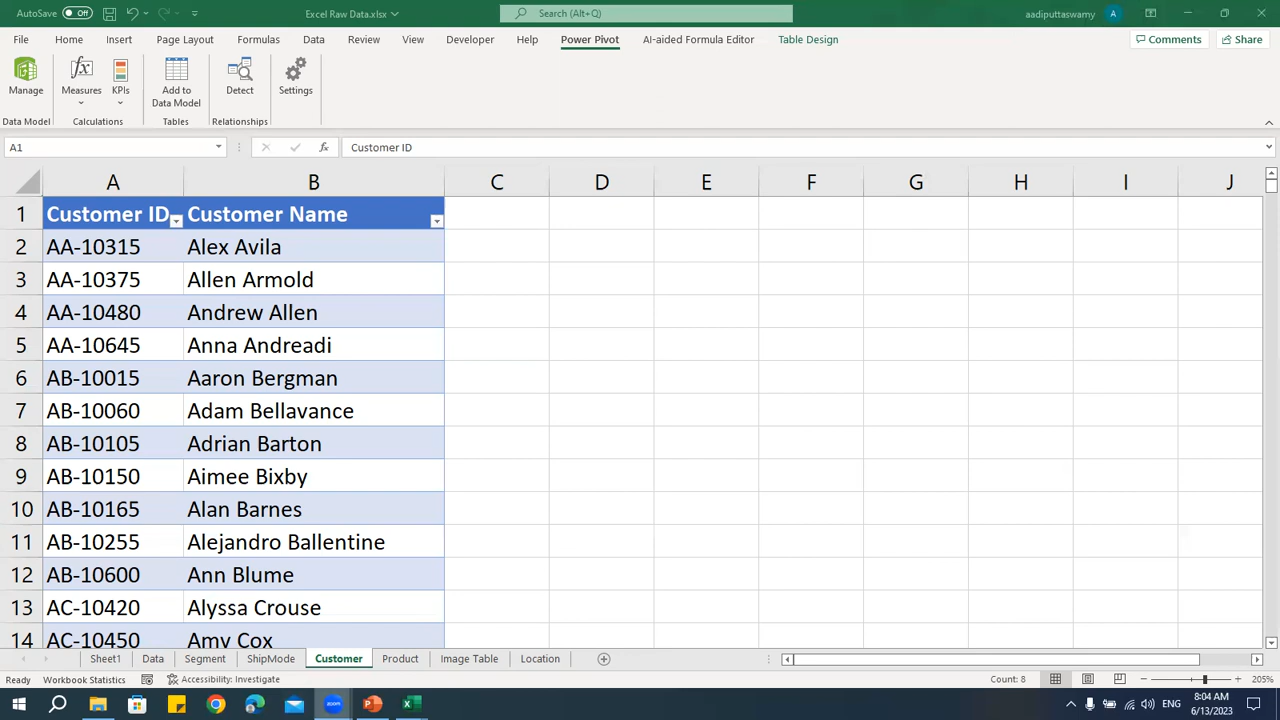 AutoSave Off Excel Raw Data.xlsx Search (Alt+Q) aadiputtaswamy A
File Home Insert Page Layout Formulas Data Review View Developer Help Power Pivot AI-aided Formula Editor Table Design Comments Share
Manage Measures KPIs Add to Data Model Detect Settings
Data Model Calculations Tables Relationships
A1 fx Customer ID
A B C D E F G H I J
1 Customer ID Customer Name
2 AA-10315 Alex Avila
3 AA-10375 Allen Armold
4 AA-10480 Andrew Allen
5 AA-10645 Anna Andreadi
6 AB-10015 Aaron Bergman
7 AB-10060 Adam Bellavance
8 AB-10105 Adrian Barton
9 AB-10150 Aimee Bixby
10 AB-10165 Alan Barnes
11 AB-10255 Alejandro Ballentine
12 AB-10600 Ann Blume
13 AC-10420 Alyssa Crouse
14 AC-10450 Amy Cox
Sheet1 Data Segment ShipMode Customer Product Image Table Location
Ready Workbook Statistics Accessibility: Investigate Count: 8 205%
zoom ENG 8:04 AM
6/13/2023